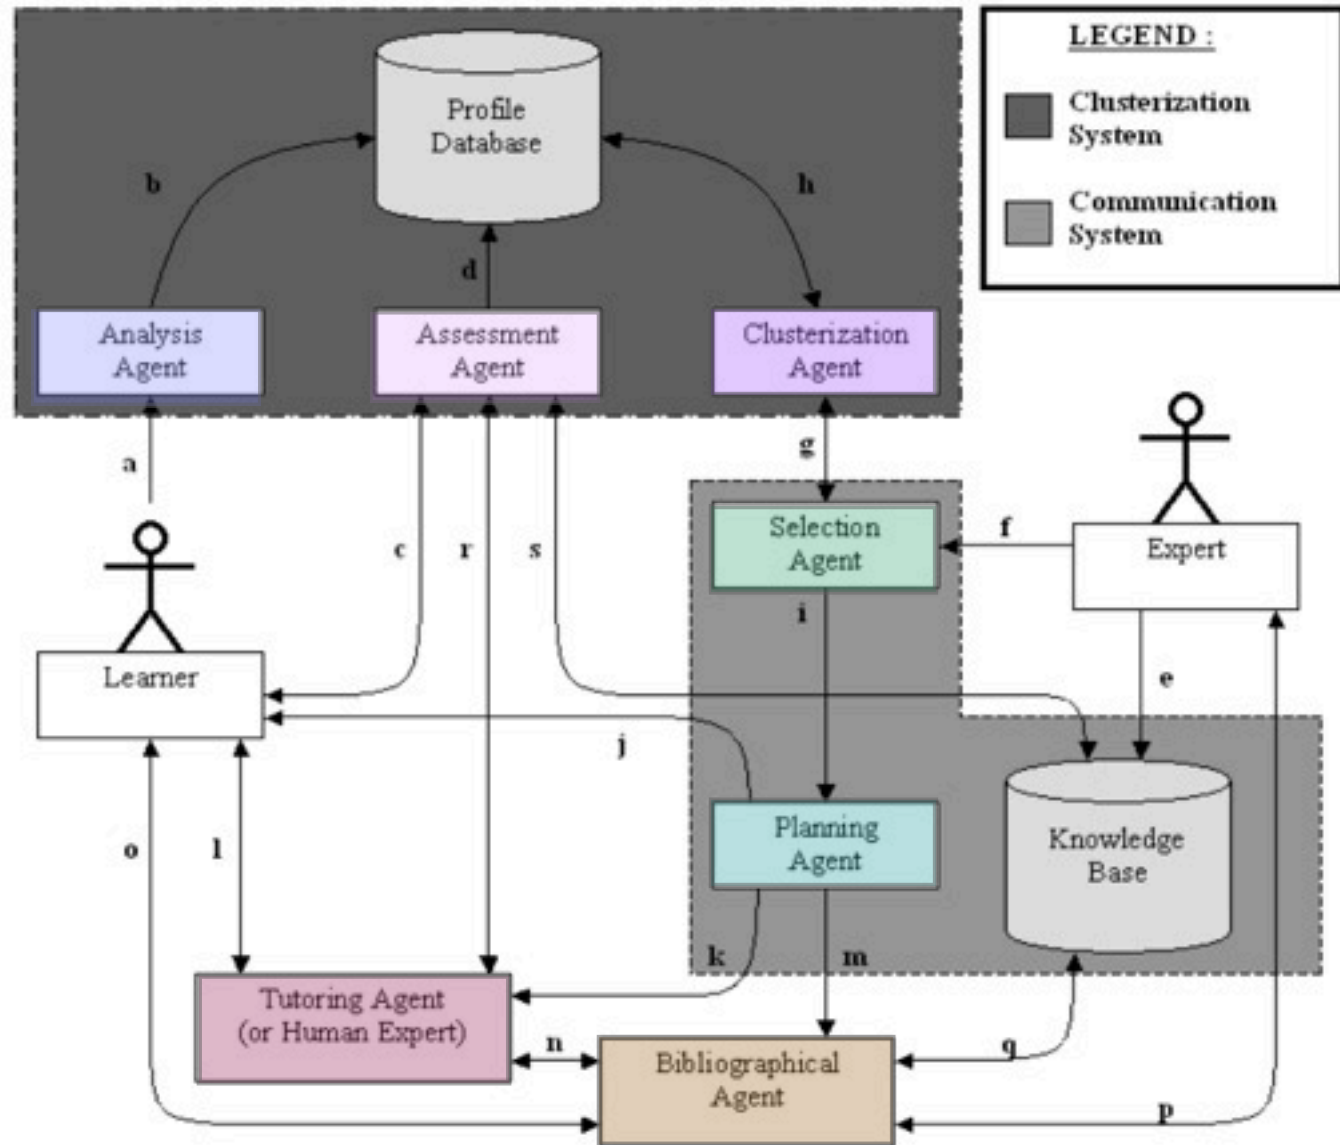 LEGEND :
Clusterization
System
Communication
System
Profile
Database
b
h
d
Analysis
Agent
Assessment
Agent
Clusterization
Agent
a
g
c
r
s
Selection
Agent
f
Expert
i
Learner
e
j
Planning
Agent
Knowledge
Base
o
l
k
m
Tutoring Agent
(or Human Expert)
n
q
Bibliographical
Agent
p